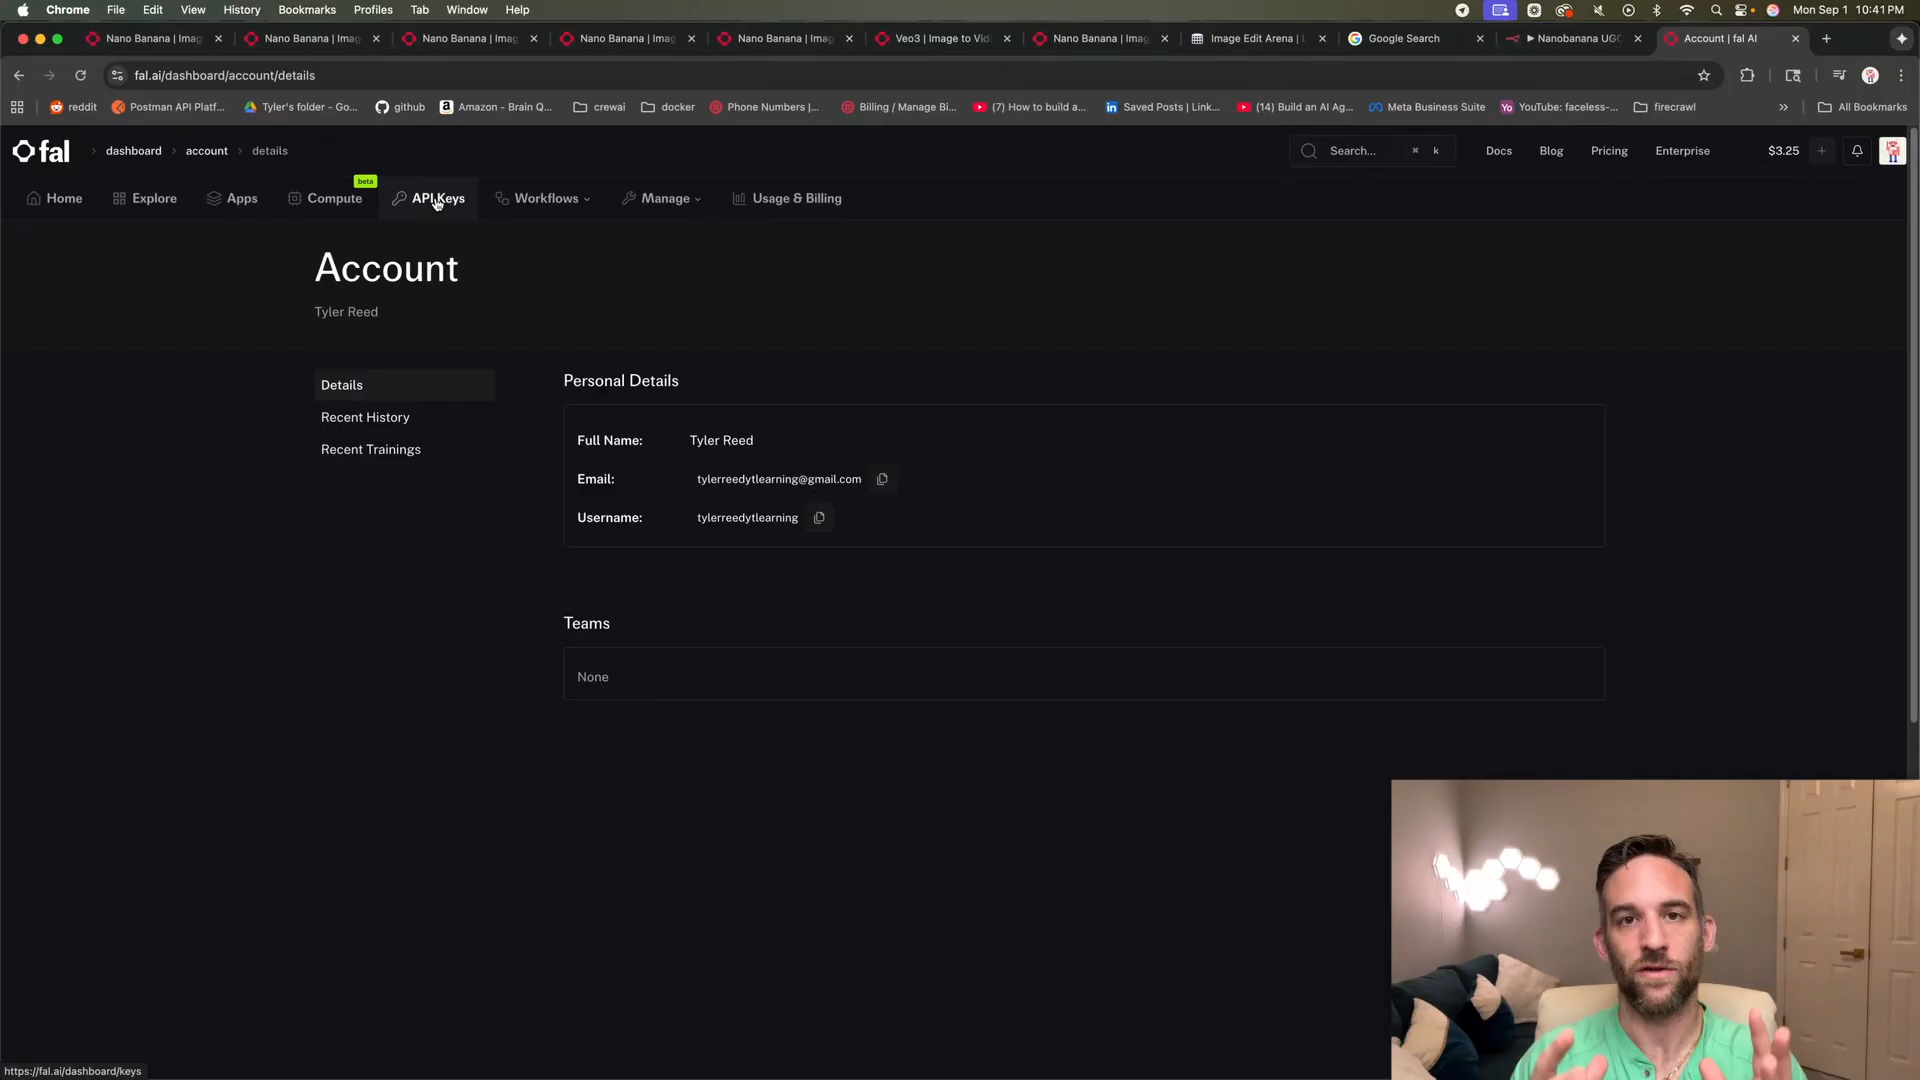 Chrome File Edit View History Bookmarks Profiles Tab Window Help Mon Sep 1 10:41 PM
Nano Banana | Imag Nano Banana | Imag Nano Banana | Imag Nano Banana | Imag Nano Banana | Imag Veo3 | Image to Vid Nano Banana | Imag Image Edit Arena | L Google Search Nanobanana UGC Account | fal AI
fal.ai/dashboard/account/details
reddit Postman API Platf... Tyler's folder - Go... github Amazon - Brain Q... crewai docker Phone Numbers |... Billing / Manage Bi... (7) How to build a... Saved Posts | Link... (14) Build an AI Ag... Meta Business Suite YouTube: faceless-... firecrawl » All Bookmarks
fal > dashboard > account > details Search... ⌘ k Docs Blog Pricing Enterprise $3.25 +
beta
Home Explore Apps Compute API Keys Workflows Manage Usage & Billing
Account
Tyler Reed
Details
Recent History
Recent Trainings
Personal Details
Full Name: Tyler Reed
Email: tylerreedytlearning@gmail.com
Username: tylerreedytlearning
Teams
None
https://fal.ai/dashboard/keys